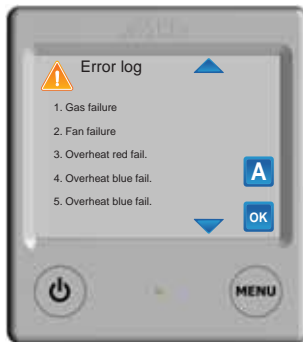 Error log
1. Gas failure
2. Fan failure
3. Overheat red fail.
4. Overheat blue fail.
A
5. Overheat blue fail.
OK
MENU